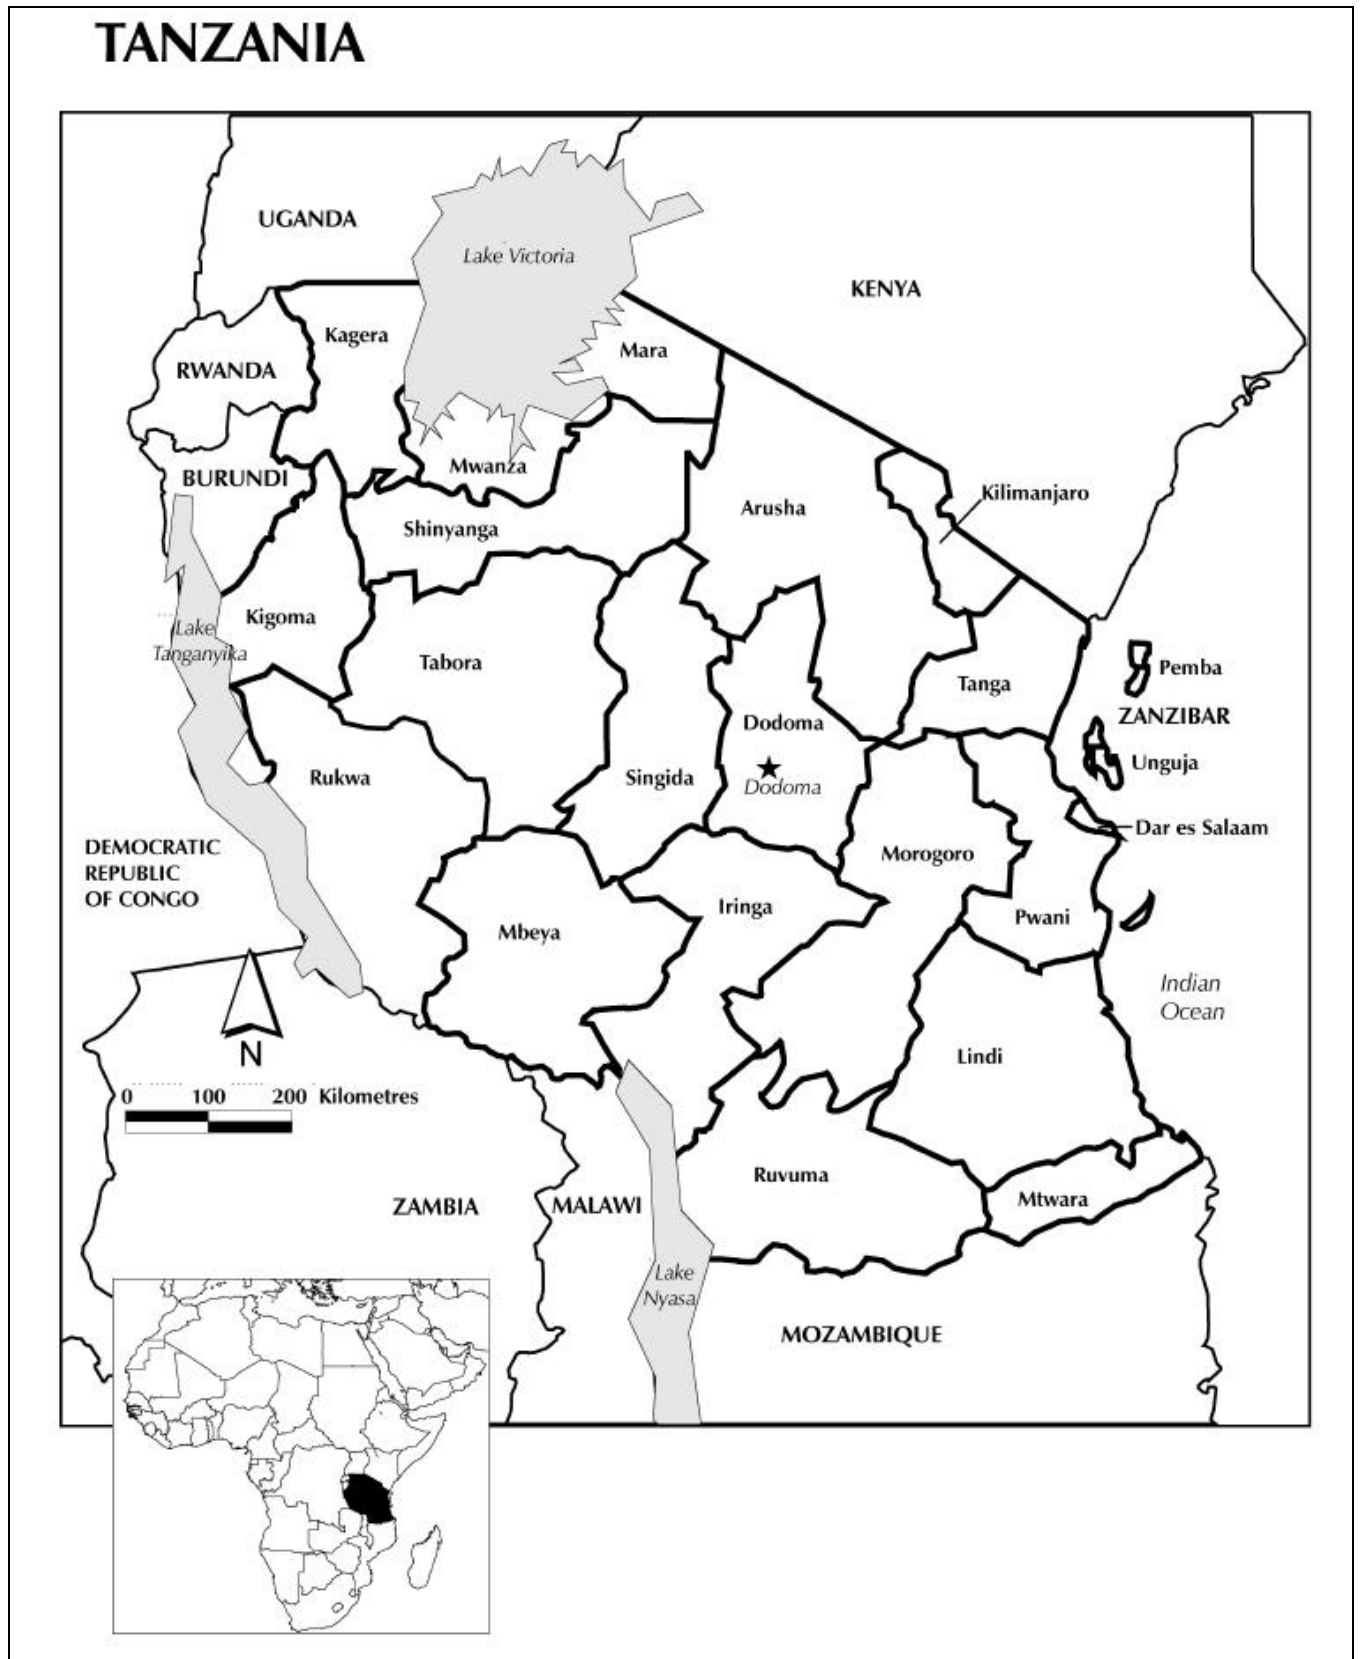 TANZANIA
UGANDA
Lake Victoria
KENYA
Kagera
Mara
RWANDA
Mwanza
BURUNDI
Kilimanjaro
Arusha
Shinyanga
Kigoma
Lake
Tanganyika
Tabora
Pemba
Tanga
ZANZIBAR
Dodoma
Unguja
Rukwa
Singida
Dodoma
Dar es Salaam
DEMOCRATIC
REPUBLIC
OF CONGO
Morogoro
Iringa
Pwani
Mbeya
Indian
Ocean
N
Lindi
0 100 200 Kilometres
Ruvuma
Mtwara
ZAMBIA
MALAWI
Lake
Nyasa
MOZAMBIQUE